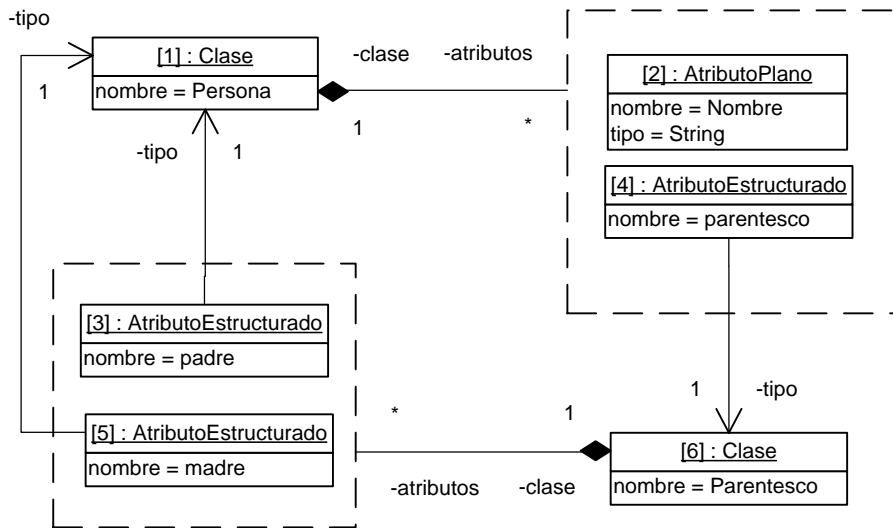 -tipo
[1] : Clase
nombre = Persona
1
-clase
-atributos
1
*
[2] : AtributoPlano
nombre = Nombre
tipo = String
[4] : AtributoEstructurado
nombre = parentesco
-tipo
1
[3] : AtributoEstructurado
nombre = padre
[5] : AtributoEstructurado
nombre = madre
*
1
-atributos
-clase
1
-tipo
[6] : Clase
nombre = Parentesco